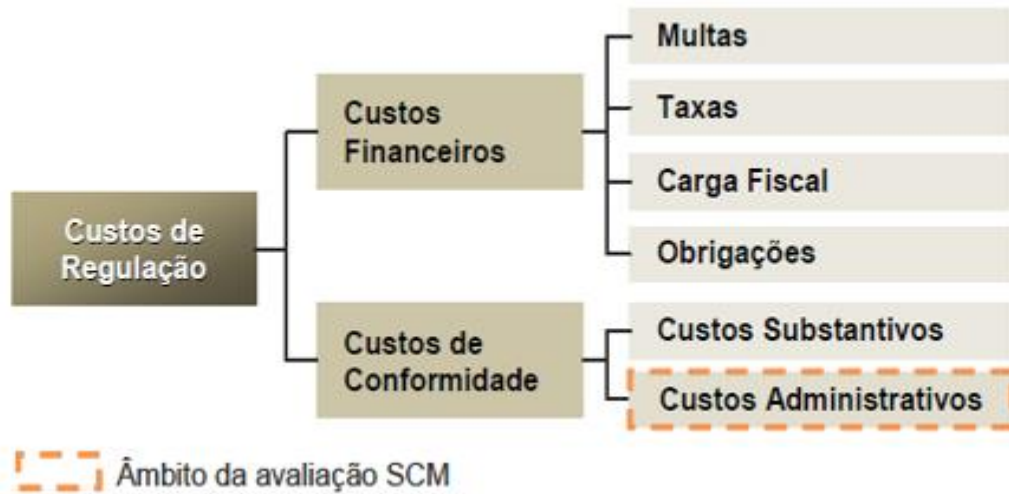 Custos de
Regulação
Custos
Financeiros
Multas
Taxas
Carga Fiscal
Obrigações
Custos de
Conformidade
Custos Substantivos
Custos Administrativos
Âmbito da avaliação SCM